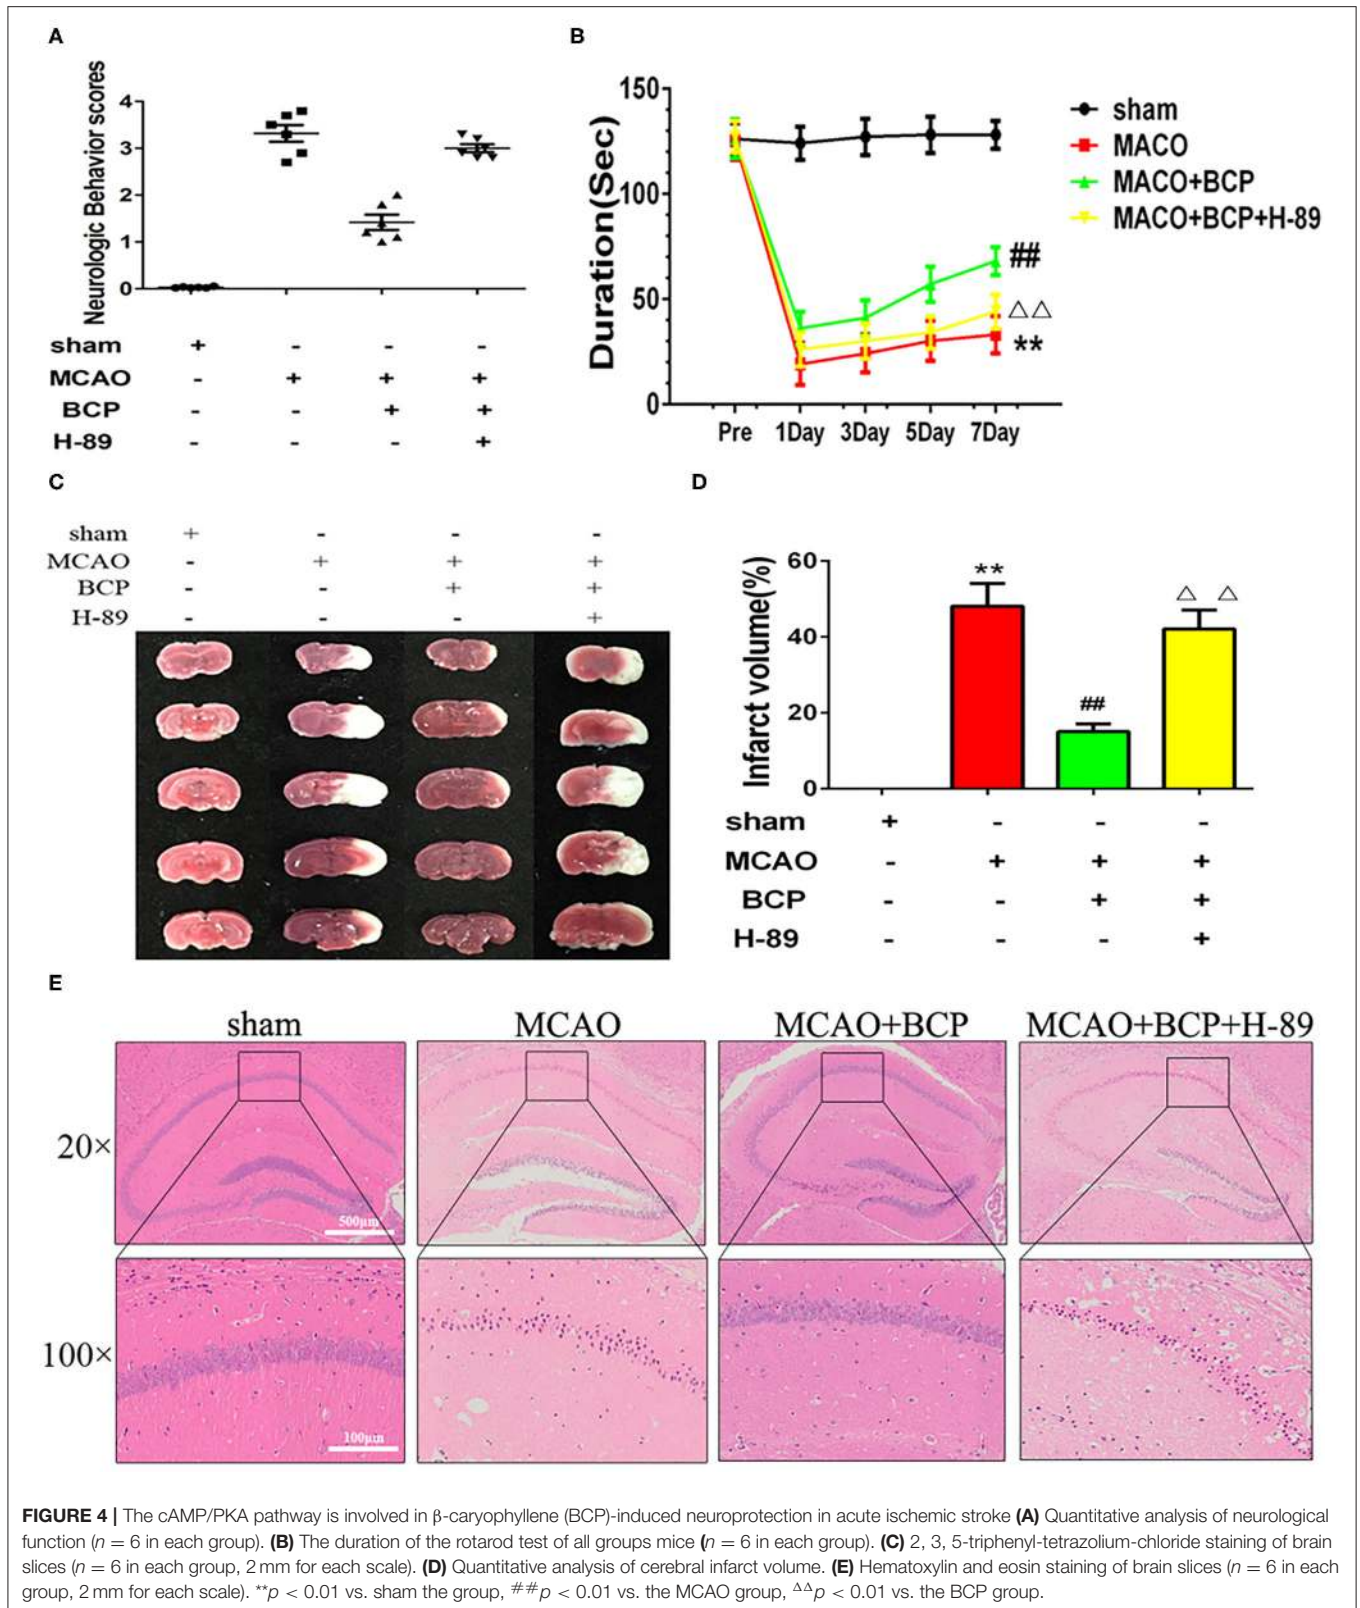 A
Neurologic Behavior scores
4
3
2
1
0
sham + - - -
MCAO - + + +
BCP - - + +
H-89 - - - +
B
Duration(Sec)
150
100
50
0
Pre 1Day 3Day 5Day 7Day
sham
MACO
MACO+BCP
MACO+BCP+H-89
##
△△
**
C
sham + - - -
MCAO - + + +
BCP - - + +
H-89 - - - +
D
Infarct volume(%)
60
40
20
0
**
##
△ △
sham + - - -
MCAO - + + +
BCP - - + +
H-89 - - - +
E
sham MCAO MCAO+BCP MCAO+BCP+H-89
20×
500μm
100×
100μm
FIGURE 4 | The cAMP/PKA pathway is involved in β-caryophyllene (BCP)-induced neuroprotection in acute ischemic stroke (A) Quantitative analysis of neurological
function (n = 6 in each group). (B) The duration of the rotarod test of all groups mice (n = 6 in each group). (C) 2, 3, 5-triphenyl-tetrazolium-chloride staining of brain
slices (n = 6 in each group, 2 mm for each scale). (D) Quantitative analysis of cerebral infarct volume. (E) Hematoxylin and eosin staining of brain slices (n = 6 in each
group, 2 mm for each scale). **p < 0.01 vs. sham the group, ##p < 0.01 vs. the MCAO group, △△p < 0.01 vs. the BCP group.